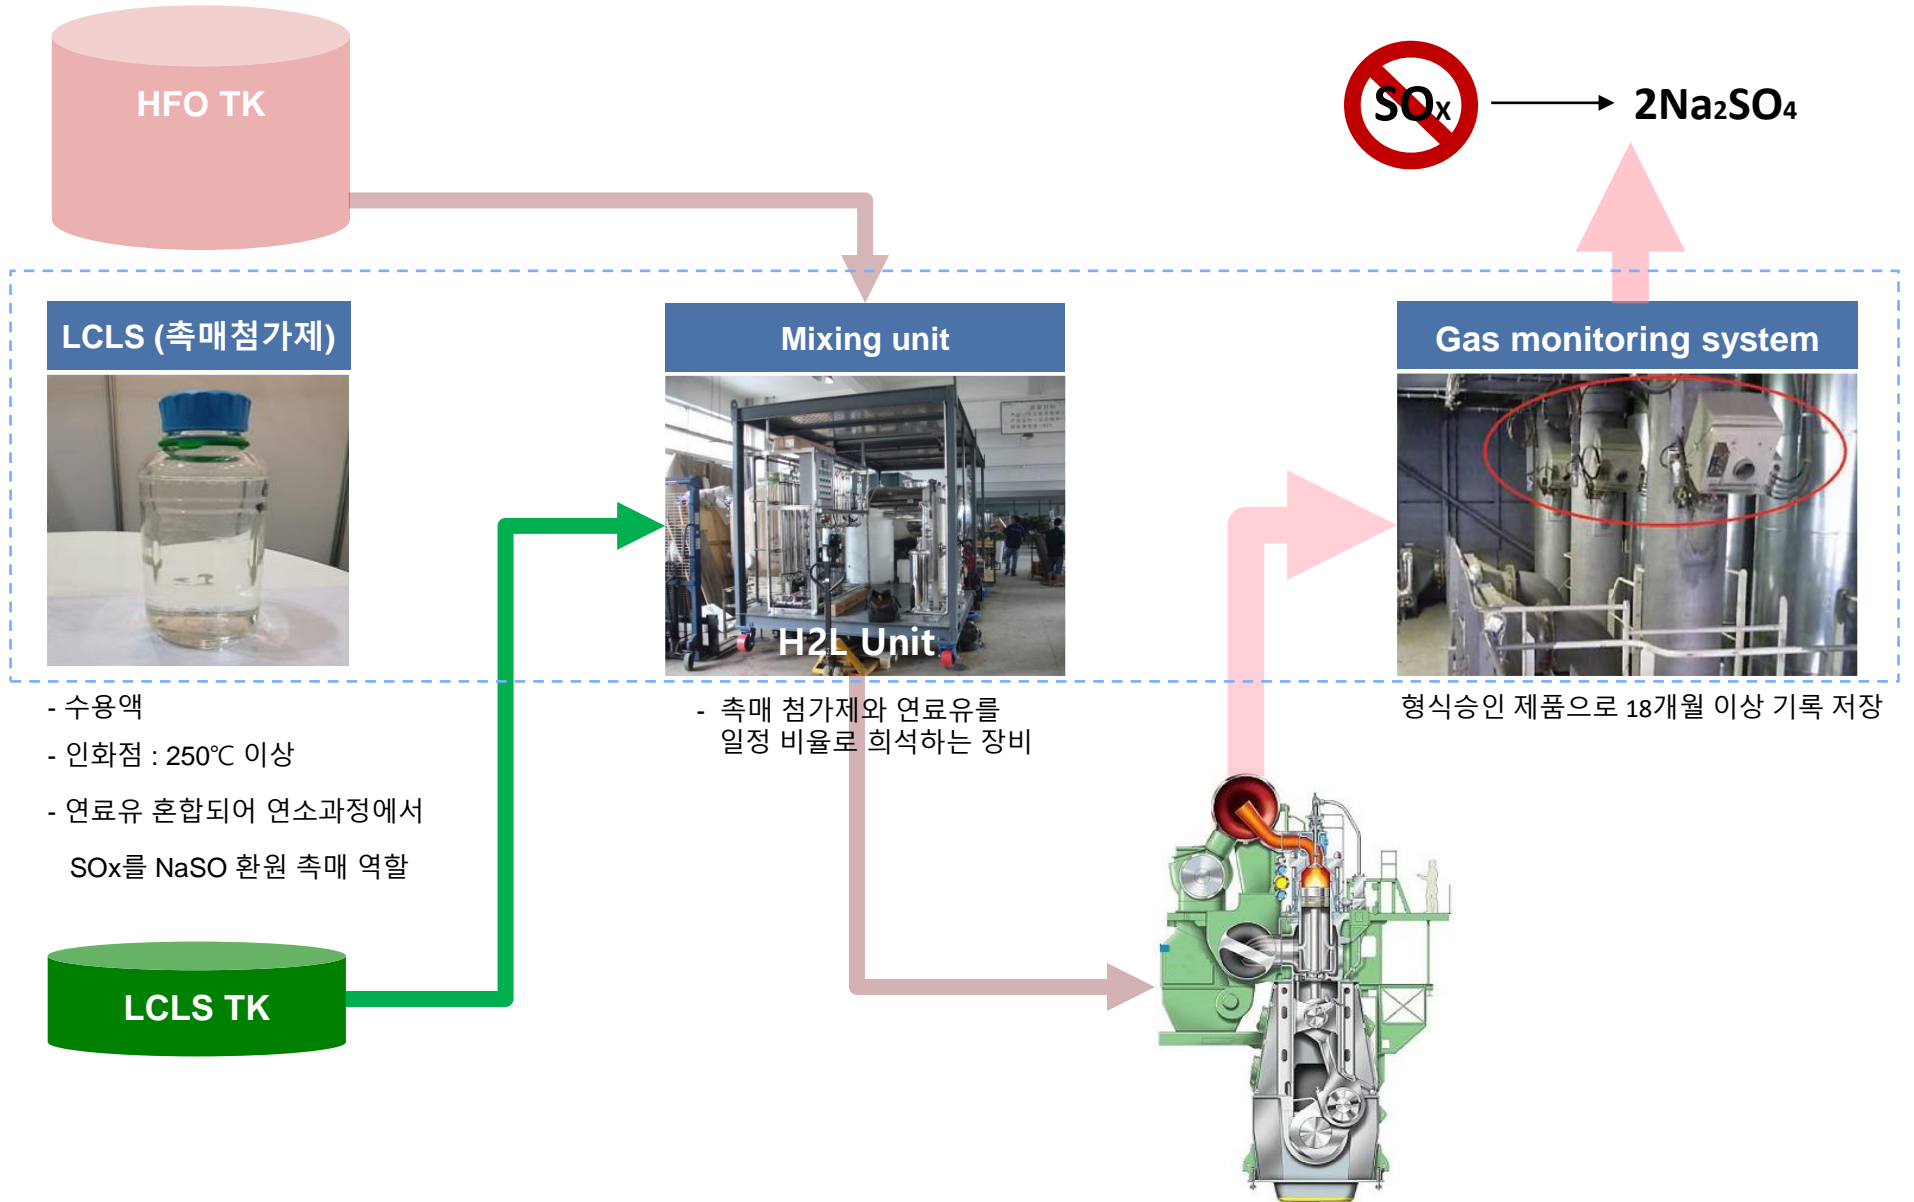 HFO TK
SOx
2Na2SO4
LCLS (촉매첨가제)
Mixing unit
Gas monitoring system
H2L Unit
- 수용액
- 인화점 : 250℃ 이상
- 연료유 혼합되어 연소과정에서
SOx를 NaSO 환원 촉매 역할
- 촉매 첨가제와 연료유를
일정 비율로 희석하는 장비
형식승인 제품으로 18개월 이상 기록 저장
LCLS TK